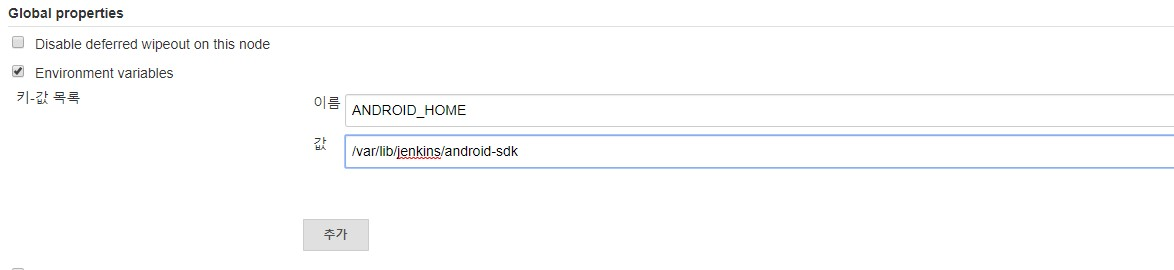 Global properties
Disable deferred wipeout on this node
Environment variables
키-값 목록
이름 ANDROID_HOME
값 /var/lib/jenkins/android-sdk
추가